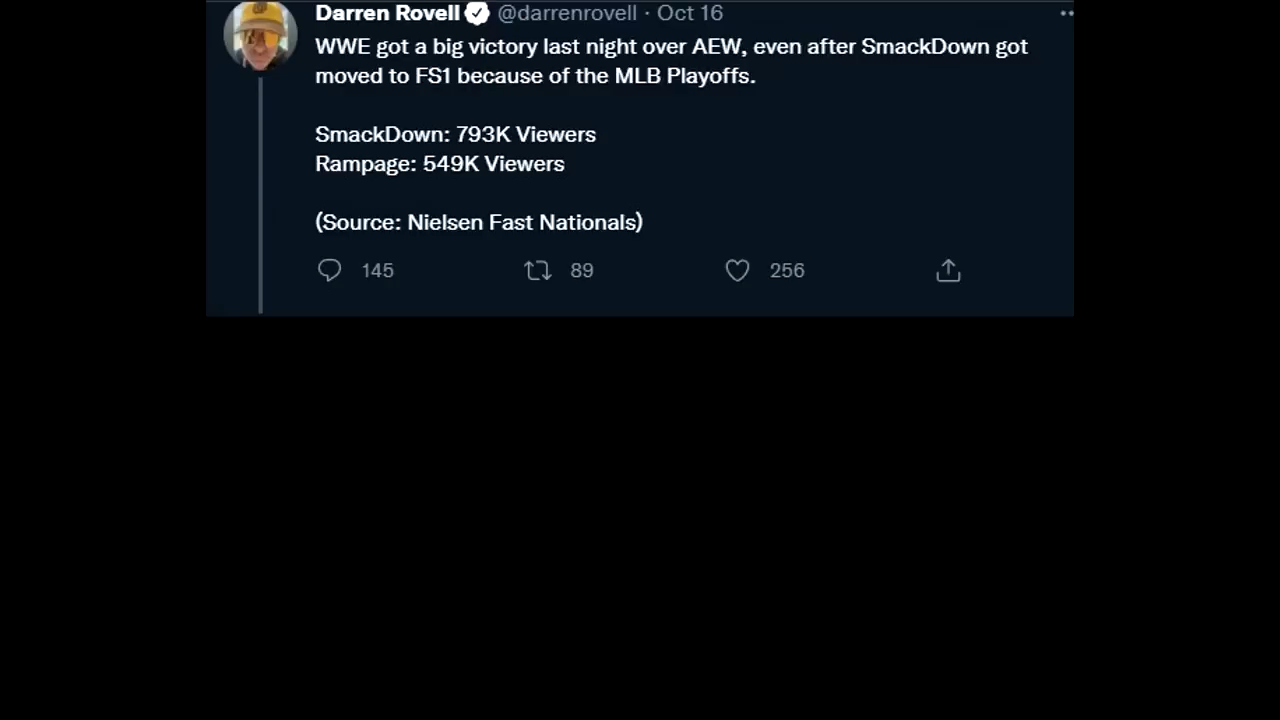 Darren Rovell @darrenrovell · Oct 16
WWE got a big victory last night over AEW, even after SmackDown got
moved to FS1 because of the MLB Playoffs.
SmackDown: 793K Viewers
Rampage: 549K Viewers
(Source: Nielsen Fast Nationals)
145 89 256